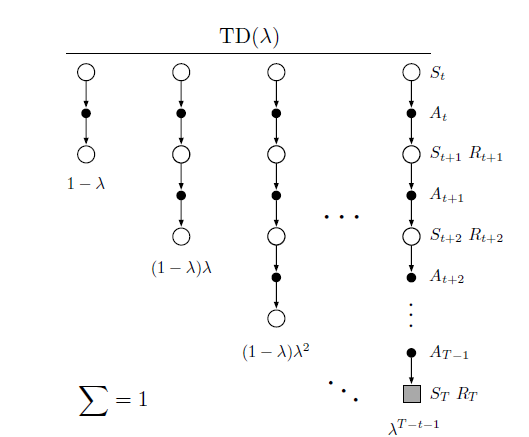 TD(λ)
S_t
A_t
S_{t+1} R_{t+1}
1 − λ
A_{t+1}
. . .
S_{t+2} R_{t+2}
(1 − λ)λ
A_{t+2}
(1 − λ)λ^2
A_{T−1}
∑ = 1
S_T R_T
λ^{T−t−1}